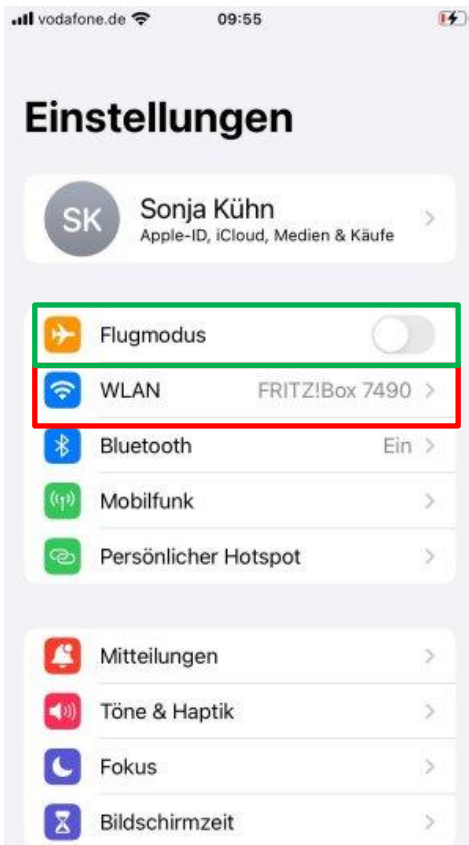 vodafone.de 09:55
Einstellungen
SK Sonja Kühn
Apple-ID, iCloud, Medien & Käufe
Flugmodus
WLAN FRITZ!Box 7490
Bluetooth Ein
Mobilfunk
Persönlicher Hotspot
Mitteilungen
Töne & Haptik
Fokus
Bildschirmzeit